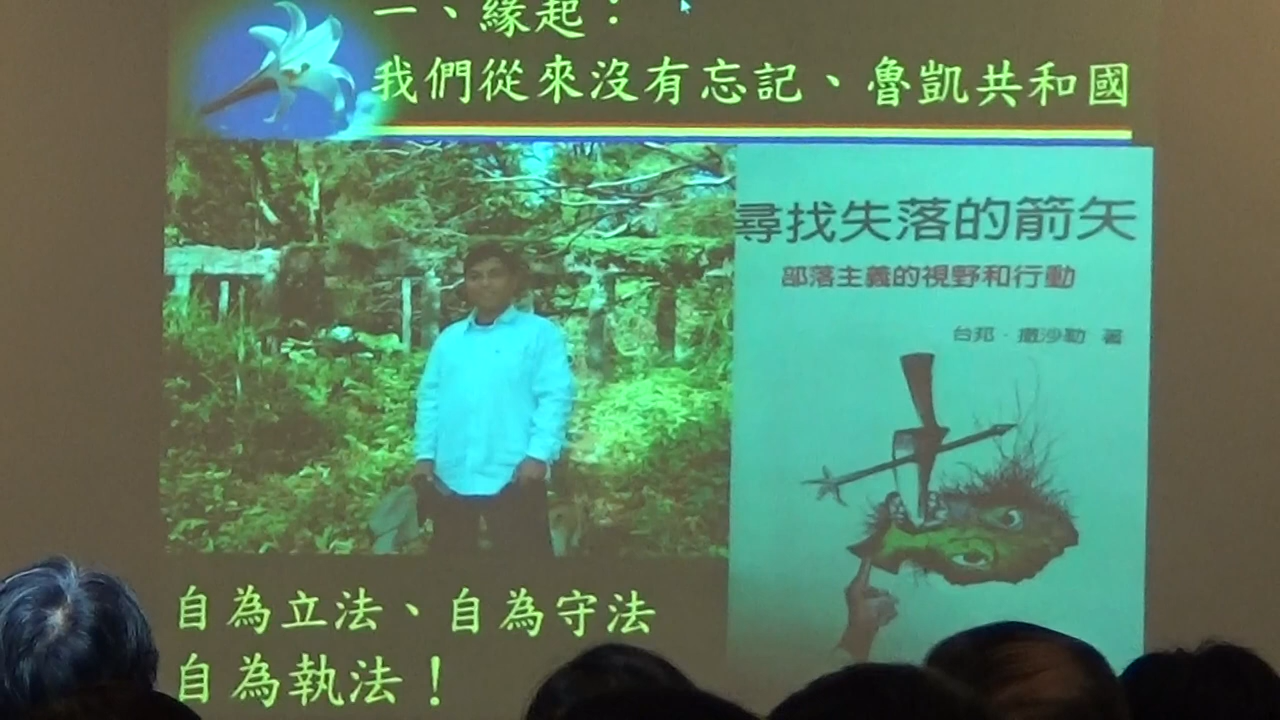 一、緣起：
我們從來沒有忘記、魯凱共和國
尋找失落的箭矢
部落主義的視野和行動
台邦．撒沙勒 著
自為立法、自為守法
自為執法！